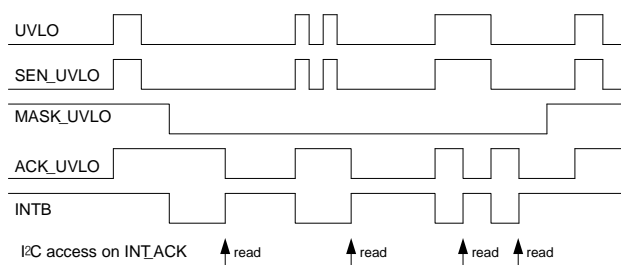 UVLO
SEN_UVLO
MASK_UVLO
ACK_UVLO
INTB
I²C access on INT_ACK read read read read